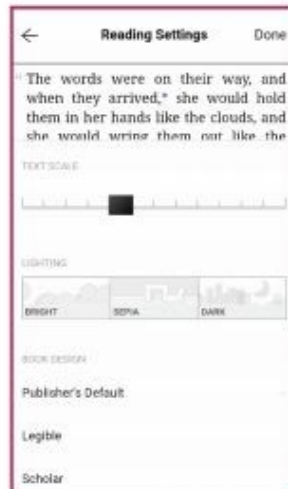 ← Reading Settings Done
The words were on their way, and
when they arrived,* she would hold
them in her hands like the clouds, and
she would wring them out like the
TEXT SCALE
LIGHTING
BRIGHT SEPIA DARK
BOOK DESIGN
Publisher's Default
Legible
Scholar